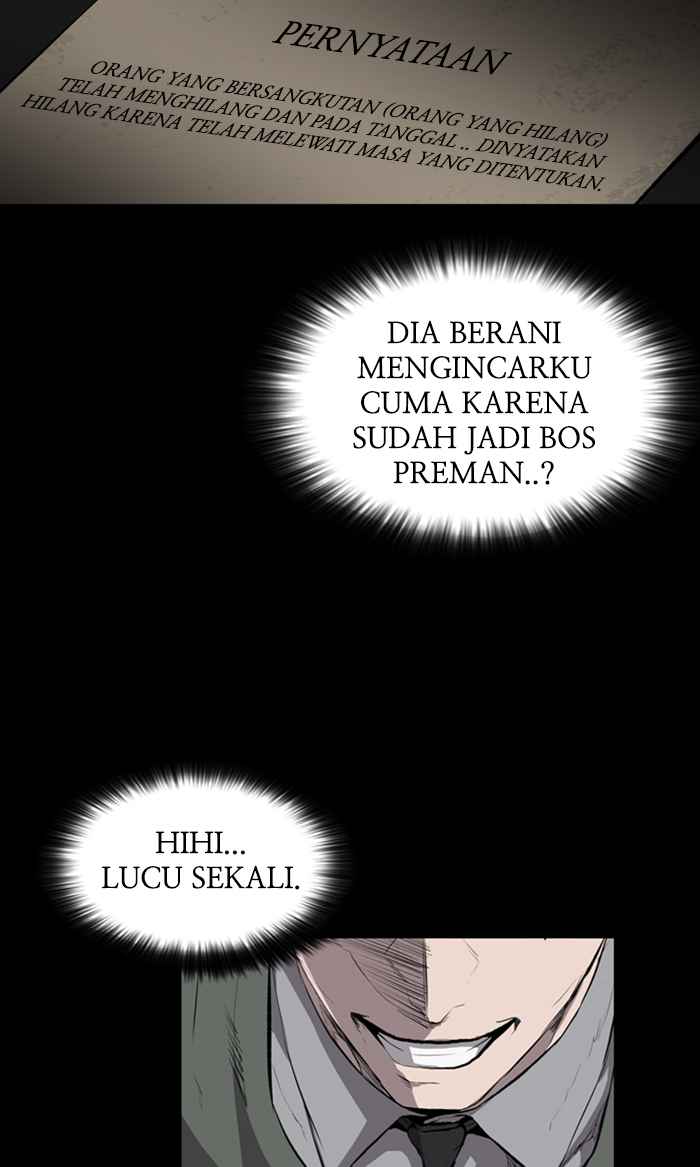 PERNYATAAN
ORANG YANG BERSANGKUTAN (ORANG YANG HILANG)
TELAH MENGHILANG DAN PADA TANGGAL .. DINYATAKAN
HILANG KARENA TELAH MELEWATI MASA YANG DITENTUKAN.
DIA BERANI
MENGINCARKU
CUMA KARENA
SUDAH JADI BOS
PREMAN..?
HIHI...
LUCU SEKALI.